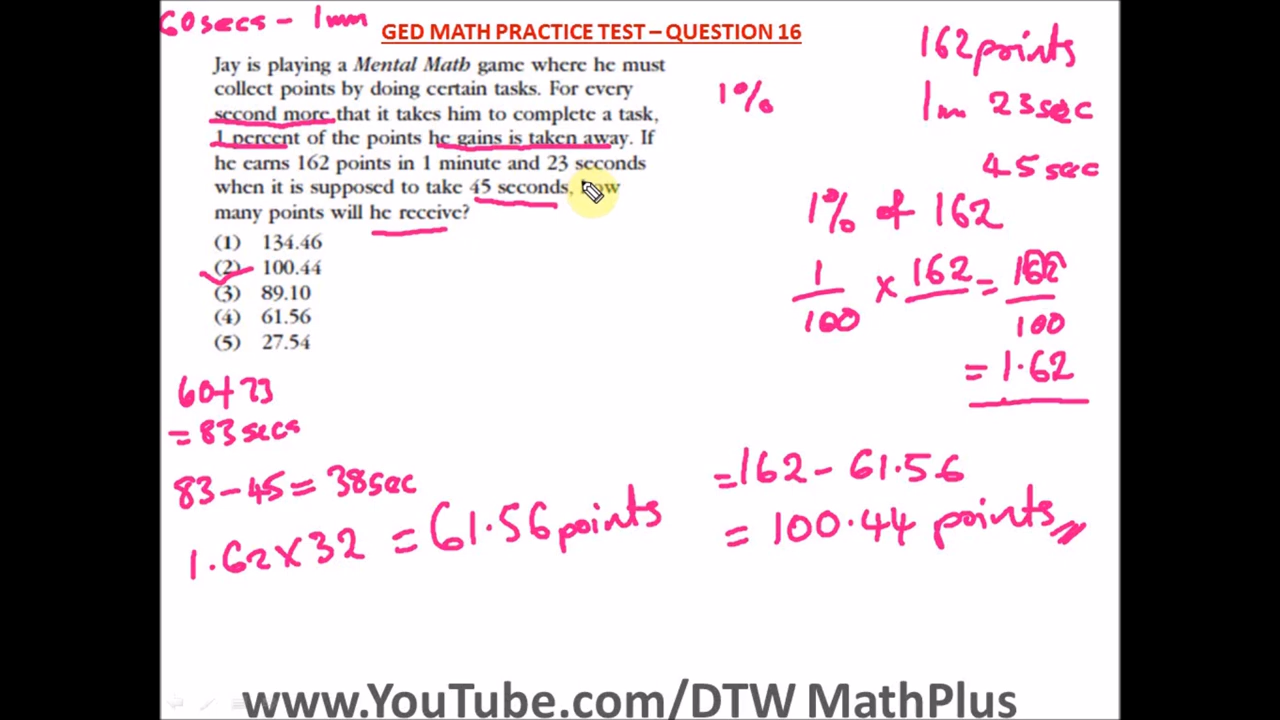 60secs - 1mm
GED MATH PRACTICE TEST – QUESTION 16
Jay is playing a Mental Math game where he must
collect points by doing certain tasks. For every
second more that it takes him to complete a task,
1 percent of the points he gains is taken away. If
he earns 162 points in 1 minute and 23 seconds
when it is supposed to take 45 seconds, how
many points will he receive?
(1) 134.46
(2) 100.44
(3) 89.10
(4) 61.56
(5) 27.54
60+23
=83secs
83-45=38sec
1.62x32 =61.56points
1%
162points
1m 23sec
45sec
1% of 162
1/100 x 162 = 162/100
= 1.62
=162-61.56
= 100.44 points
www.YouTube.com/DTW MathPlus